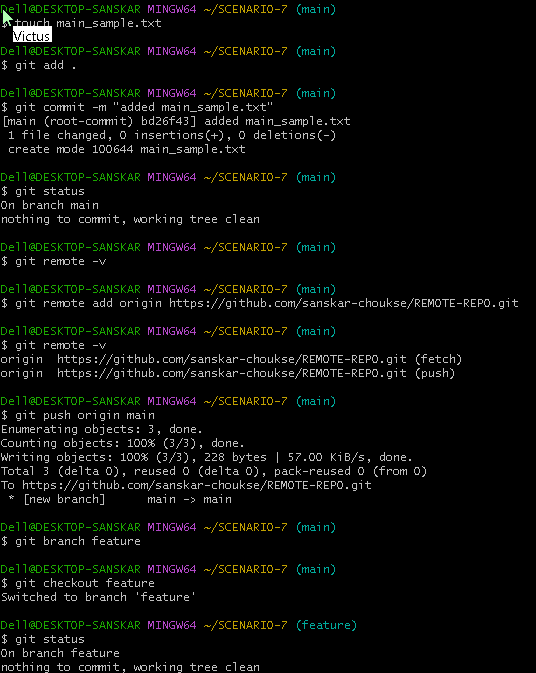 Dell@DESKTOP-SANSKAR MINGW64 ~/SCENARIO-7 (main)
$ touch main_sample.txt
Victus
Dell@DESKTOP-SANSKAR MINGW64 ~/SCENARIO-7 (main)
$ git add .
Dell@DESKTOP-SANSKAR MINGW64 ~/SCENARIO-7 (main)
$ git commit -m "added main_sample.txt"
[main (root-commit) bd26f43] added main_sample.txt
 1 file changed, 0 insertions(+), 0 deletions(-)
 create mode 100644 main_sample.txt
Dell@DESKTOP-SANSKAR MINGW64 ~/SCENARIO-7 (main)
$ git status
On branch main
nothing to commit, working tree clean
Dell@DESKTOP-SANSKAR MINGW64 ~/SCENARIO-7 (main)
$ git remote -v
Dell@DESKTOP-SANSKAR MINGW64 ~/SCENARIO-7 (main)
$ git remote add origin https://github.com/sanskar-choukse/REMOTE-REPO.git
Dell@DESKTOP-SANSKAR MINGW64 ~/SCENARIO-7 (main)
$ git remote -v
origin  https://github.com/sanskar-choukse/REMOTE-REPO.git (fetch)
origin  https://github.com/sanskar-choukse/REMOTE-REPO.git (push)
Dell@DESKTOP-SANSKAR MINGW64 ~/SCENARIO-7 (main)
$ git push origin main
Enumerating objects: 3, done.
Counting objects: 100% (3/3), done.
Writing objects: 100% (3/3), 228 bytes | 57.00 KiB/s, done.
Total 3 (delta 0), reused 0 (delta 0), pack-reused 0 (from 0)
To https://github.com/sanskar-choukse/REMOTE-REPO.git
 * [new branch]      main -> main
Dell@DESKTOP-SANSKAR MINGW64 ~/SCENARIO-7 (main)
$ git branch feature
Dell@DESKTOP-SANSKAR MINGW64 ~/SCENARIO-7 (main)
$ git checkout feature
Switched to branch 'feature'
Dell@DESKTOP-SANSKAR MINGW64 ~/SCENARIO-7 (feature)
$ git status
On branch feature
nothing to commit, working tree clean